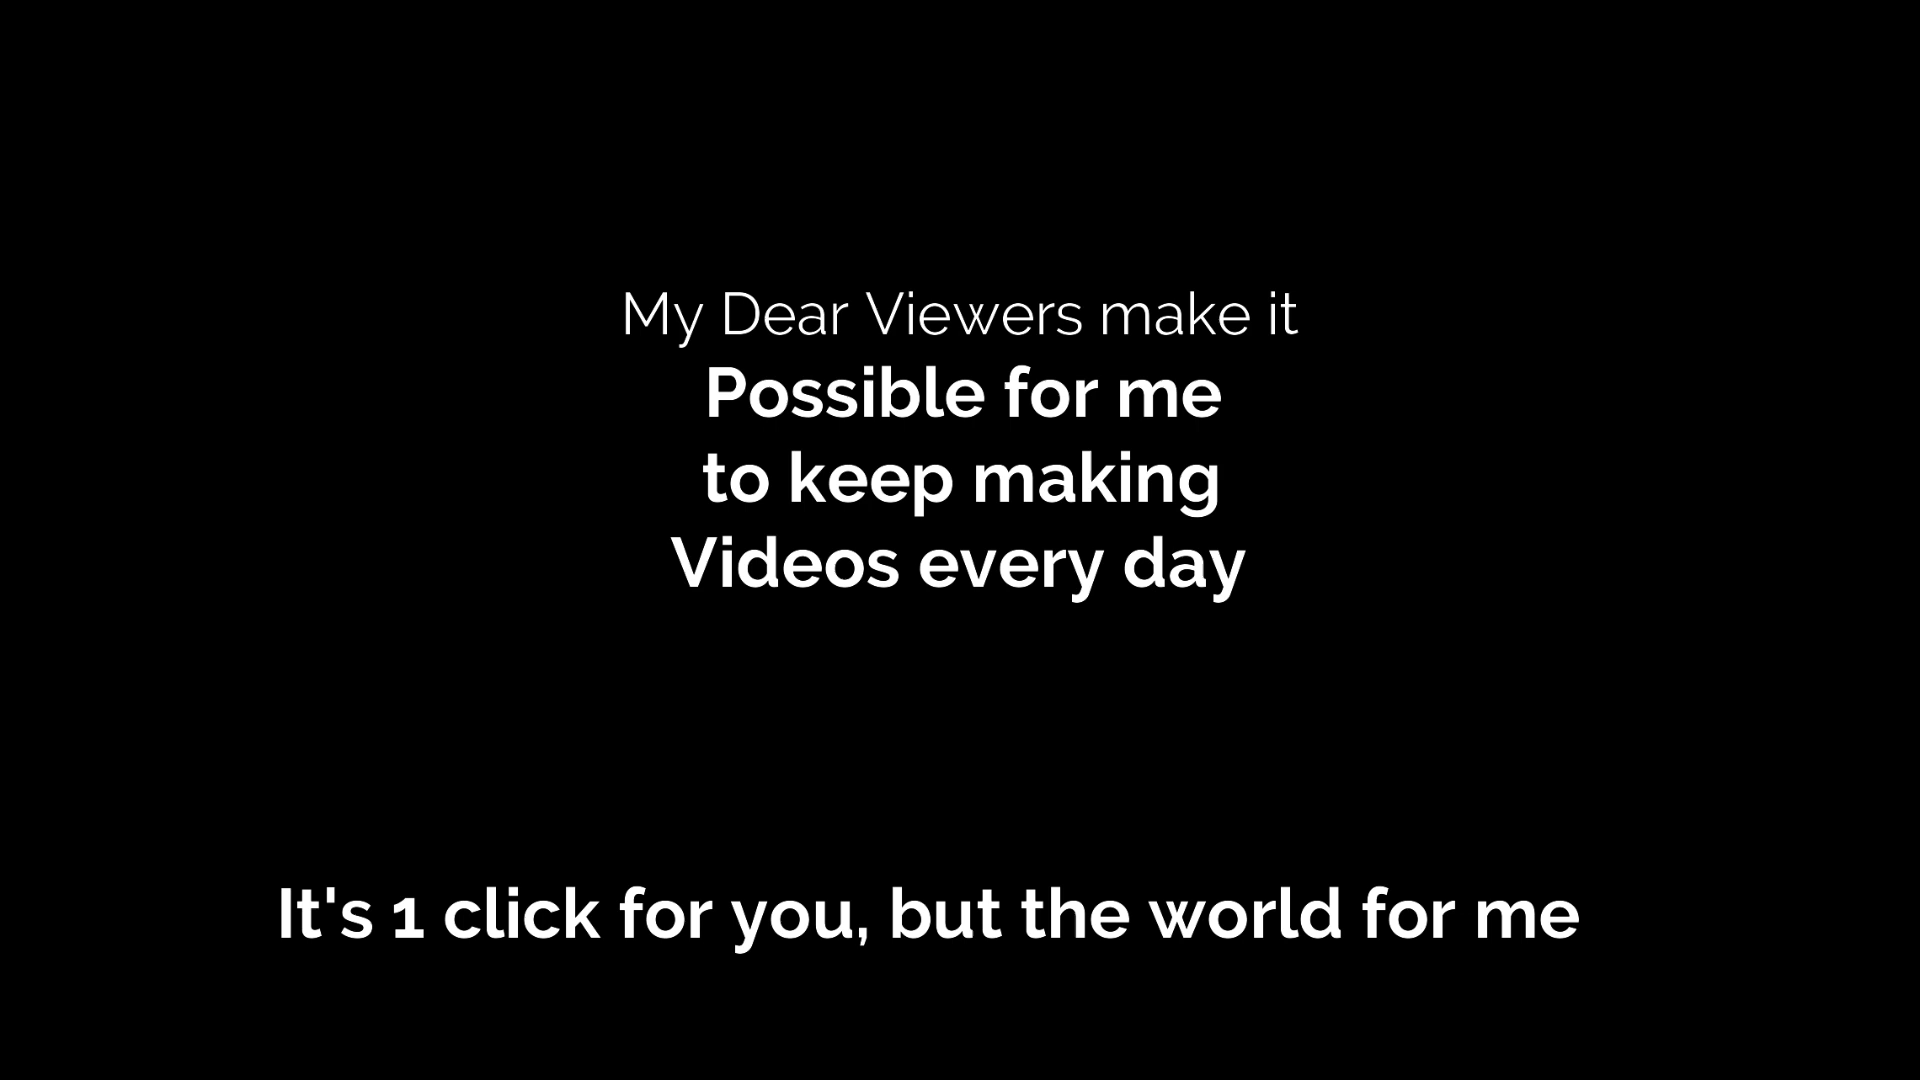 My Dear Viewers make it
Possible for me
to keep making
Videos every day
It's 1 click for you, but the world for me